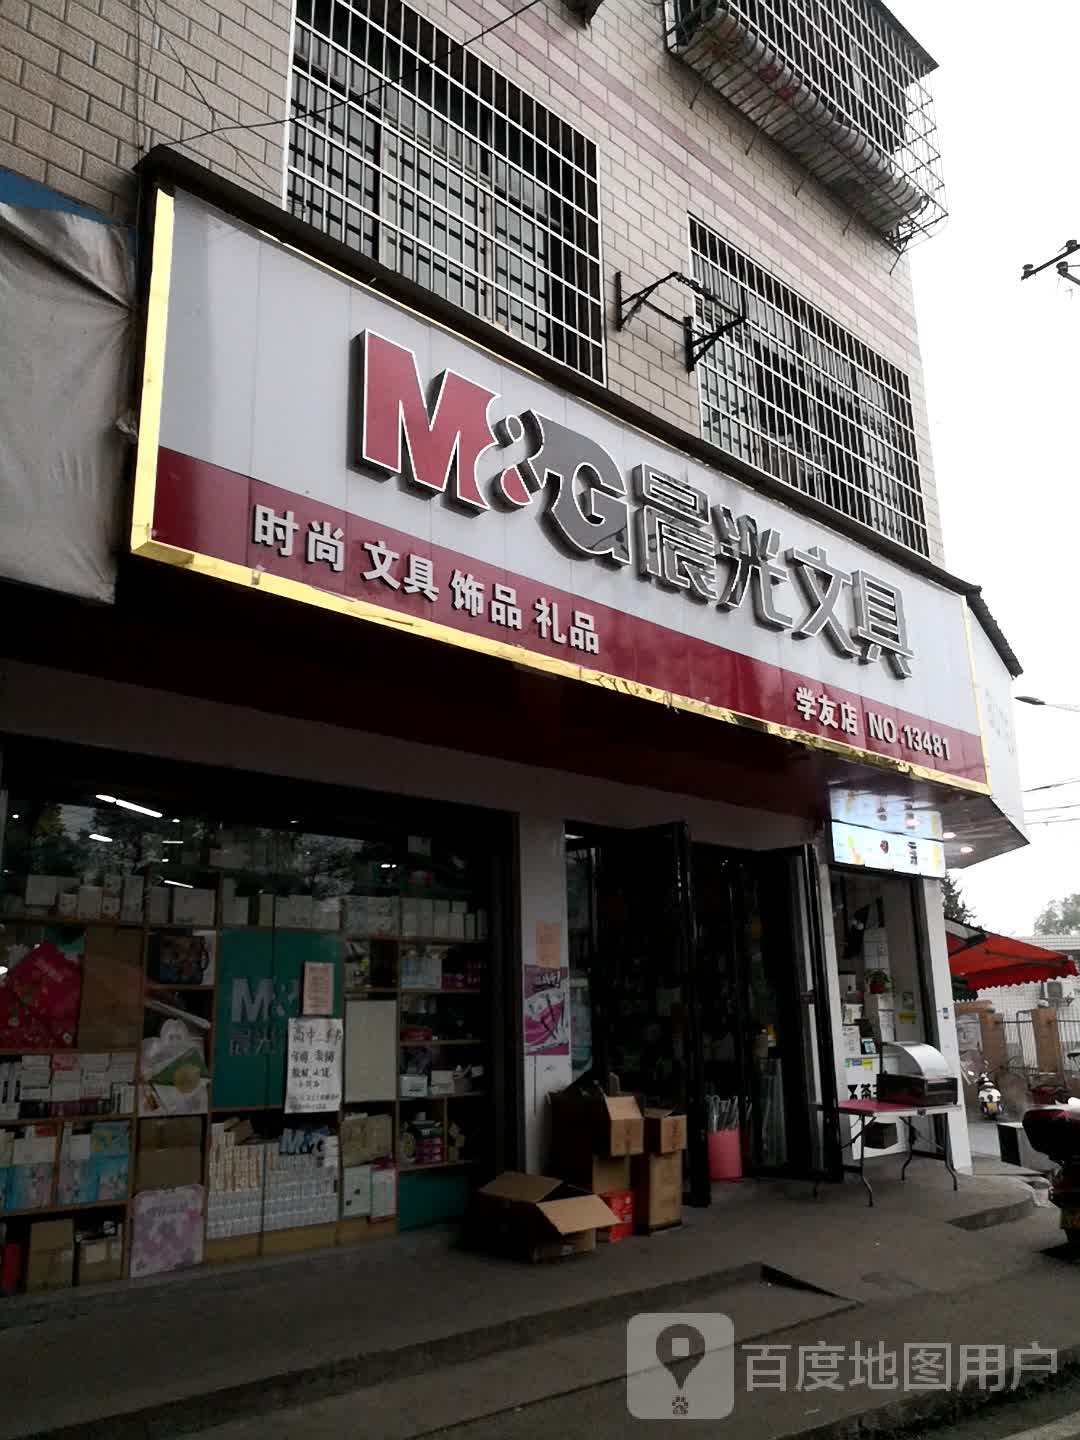 M&G晨光文具
时尚 文具 饰品 礼品
学友店 NO.13481
M&
晨光
百度地图用户